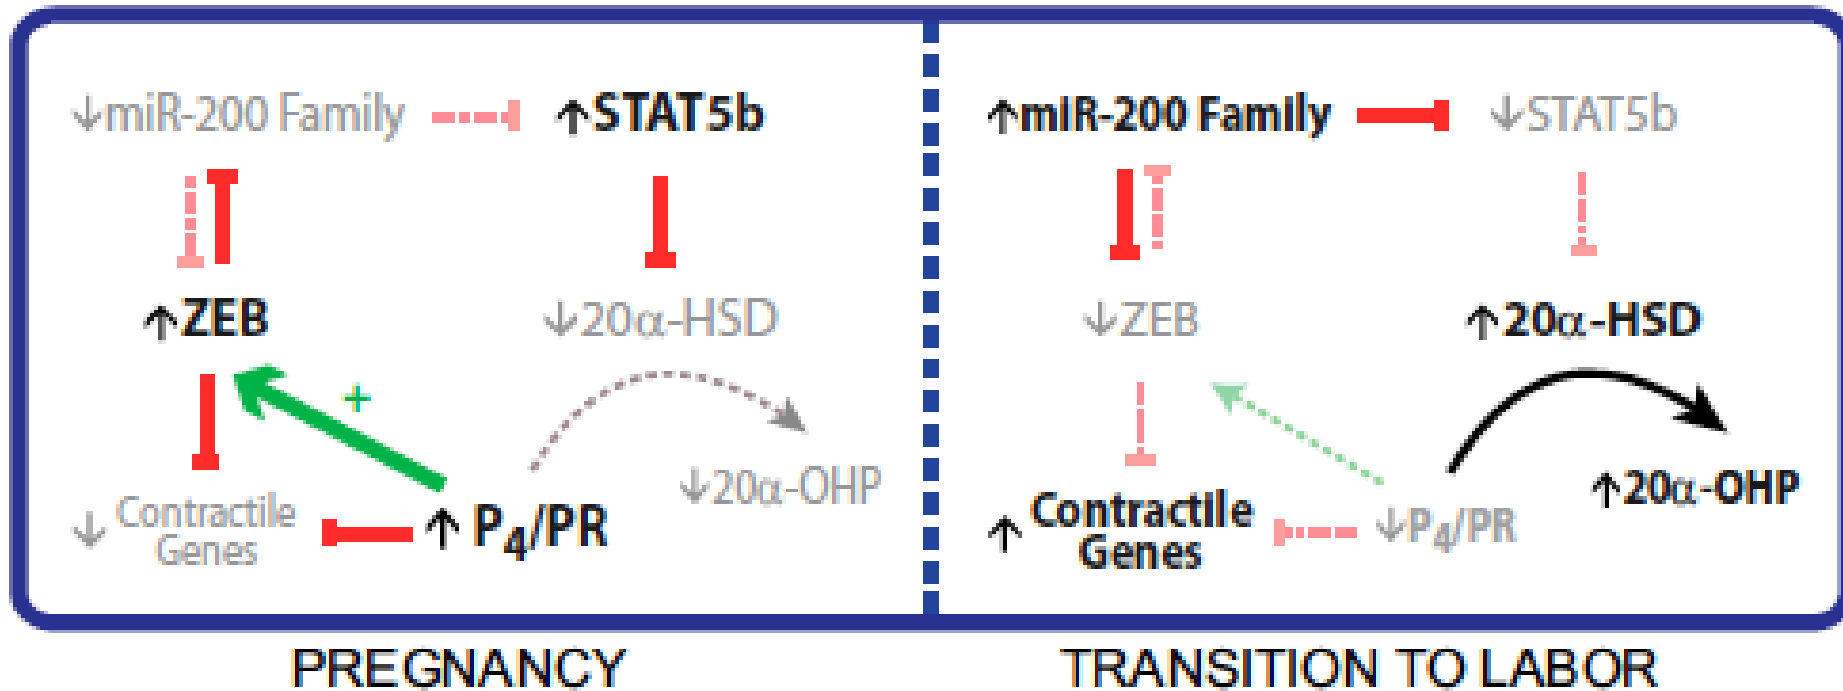 ↓miR-200 Family
↑STAT5b
↑ZEB
↓20α-HSD
+
↓20α-OHP
↓ Contractile
Genes
↑ P4/PR
PREGNANCY
↑miR-200 Family
↓STAT5b
↓ZEB
↑20α-HSD
↑20α-OHP
↑ Contractile
Genes
↓P4/PR
TRANSITION TO LABOR